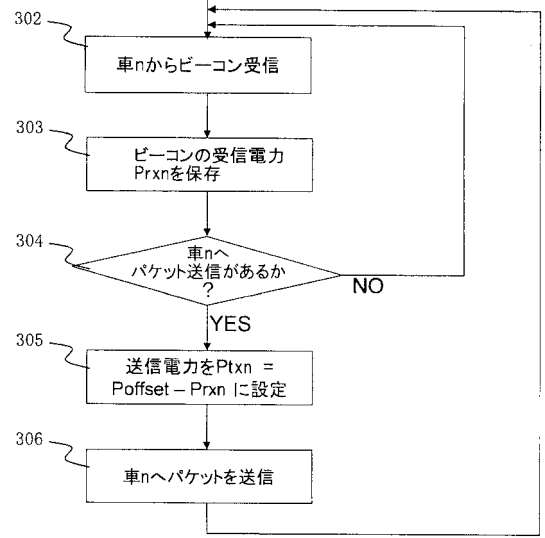 302
車nからビーコン受信
303
ビーコンの受信電力
Prxnを保存
304
車nへ
パケット送信があるか
?
NO
YES
305
送信電力をPtxn =
Poffset – Prxn に設定
306
車nへパケットを送信